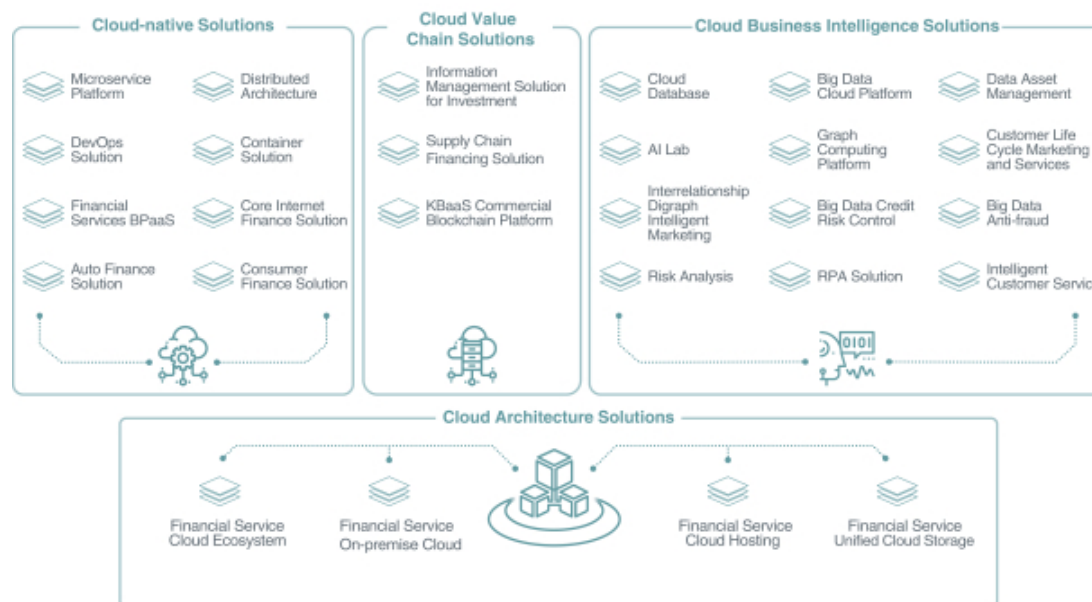 Cloud-native Solutions
Microservice
Platform
Distributed
Architecture
DevOps
Solution
Container
Solution
Financial
Services BPaaS
Core Internet
Finance Solution
Auto Finance
Solution
Consumer
Finance Solution
Cloud Value
Chain Solutions
Information
Management Solution
for Investment
Supply Chain
Financing Solution
KBaaS Commercial
Blockchain Platform
Cloud Business Intelligence Solutions
Cloud
Database
Big Data
Cloud Platform
Data Asset
Management
AI Lab
Graph
Computing
Platform
Customer Life
Cycle Marketing
and Services
Interrelationship
Digraph
Intelligent
Marketing
Big Data Credit
Risk Control
Big Data
Anti-fraud
Risk Analysis
RPA Solution
Intelligent
Customer Servic
0101
Cloud Architecture Solutions
Financial Service
Cloud Ecosystem
Financial Service
On-premise Cloud
Financial Service
Cloud Hosting
Financial Service
Unified Cloud Storage